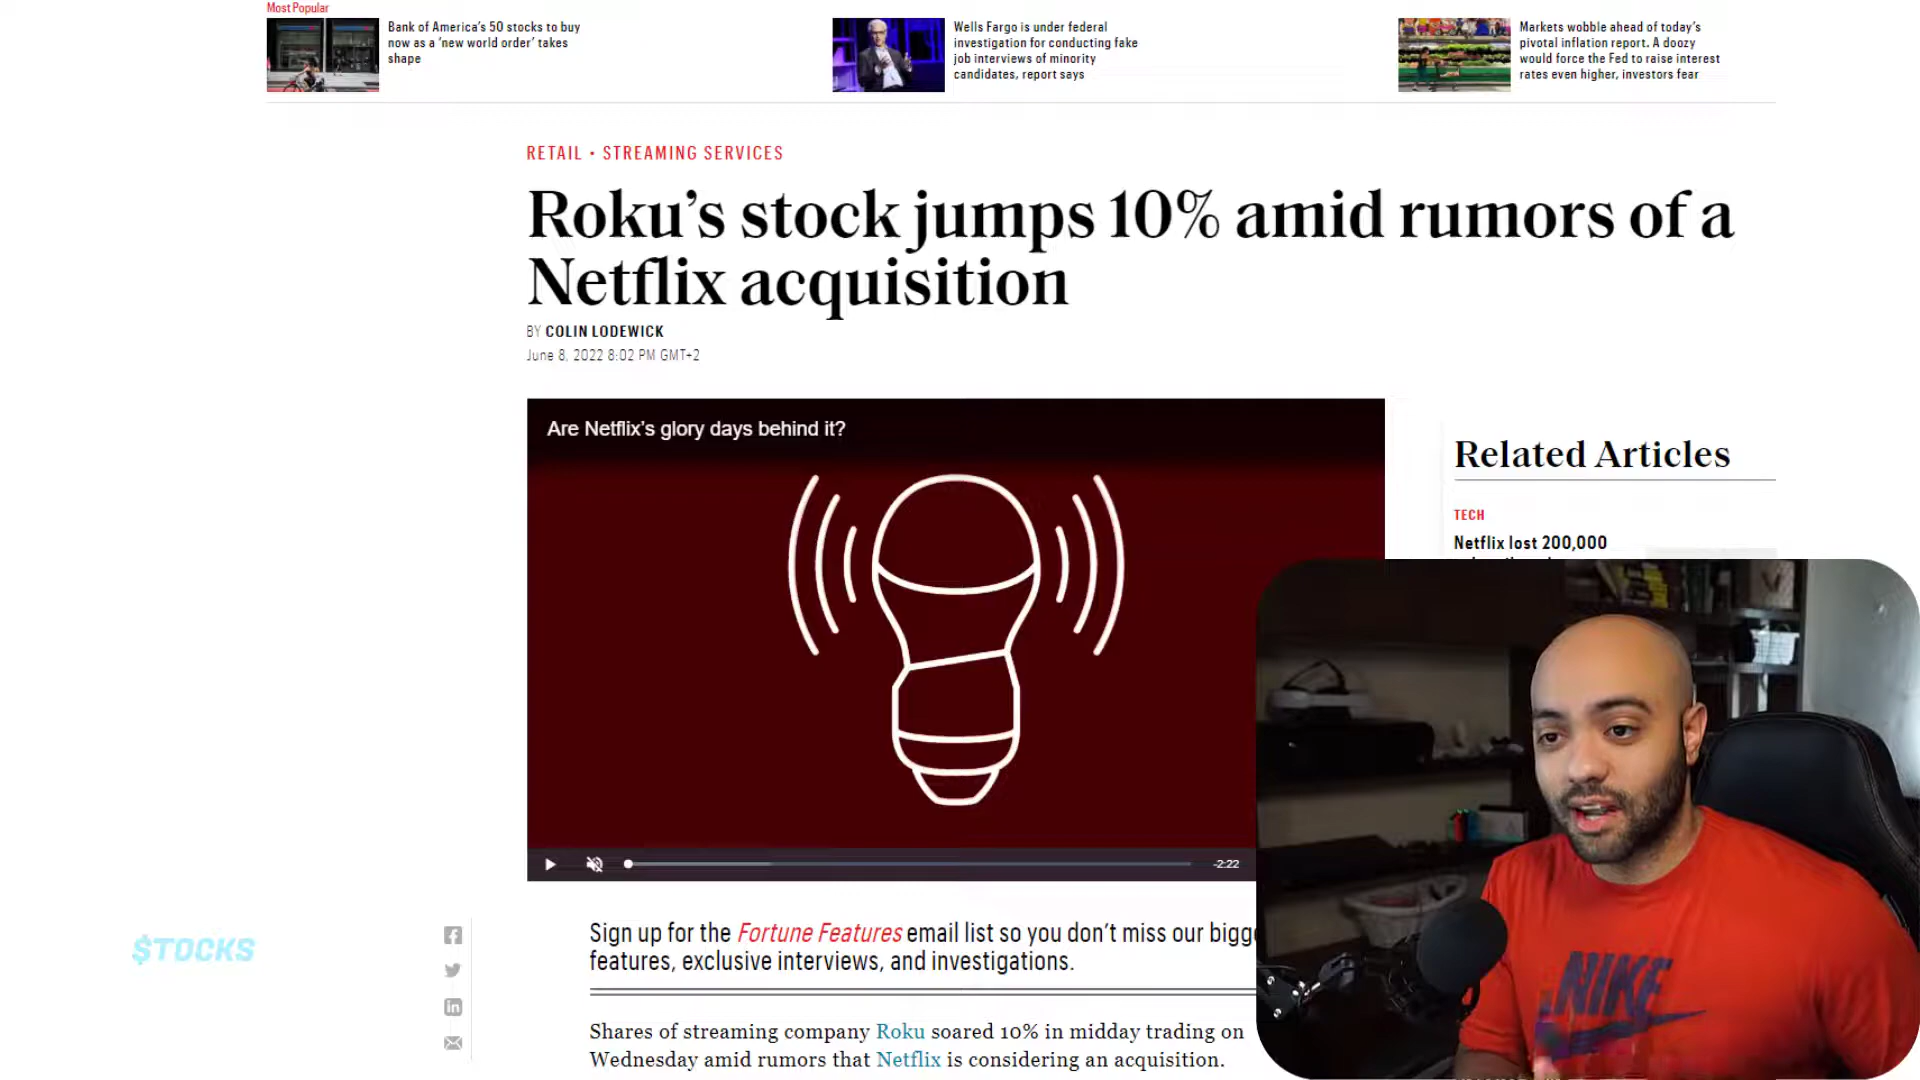 Most Popular
Bank of America's 50 stocks to buy
now as a 'new world order' takes
shape
Wells Fargo is under federal
investigation for conducting fake
job interviews of minority
candidates, report says
Markets wobble ahead of today's
pivotal inflation report. A doozy
would force the Fed to raise interest
rates even higher, investors fear
RETAIL • STREAMING SERVICES
Roku's stock jumps 10% amid rumors of a
Netflix acquisition
BY COLIN LODEWICK
June 8, 2022 8:02 PM GMT+2
Are Netflix's glory days behind it?
-2:22
Related Articles
TECH
Netflix lost 200,000
$TOCKS
Sign up for the Fortune Features email list so you don't miss our bigge
features, exclusive interviews, and investigations.
Shares of streaming company Roku soared 10% in midday trading on
Wednesday amid rumors that Netflix is considering an acquisition.
NIKE